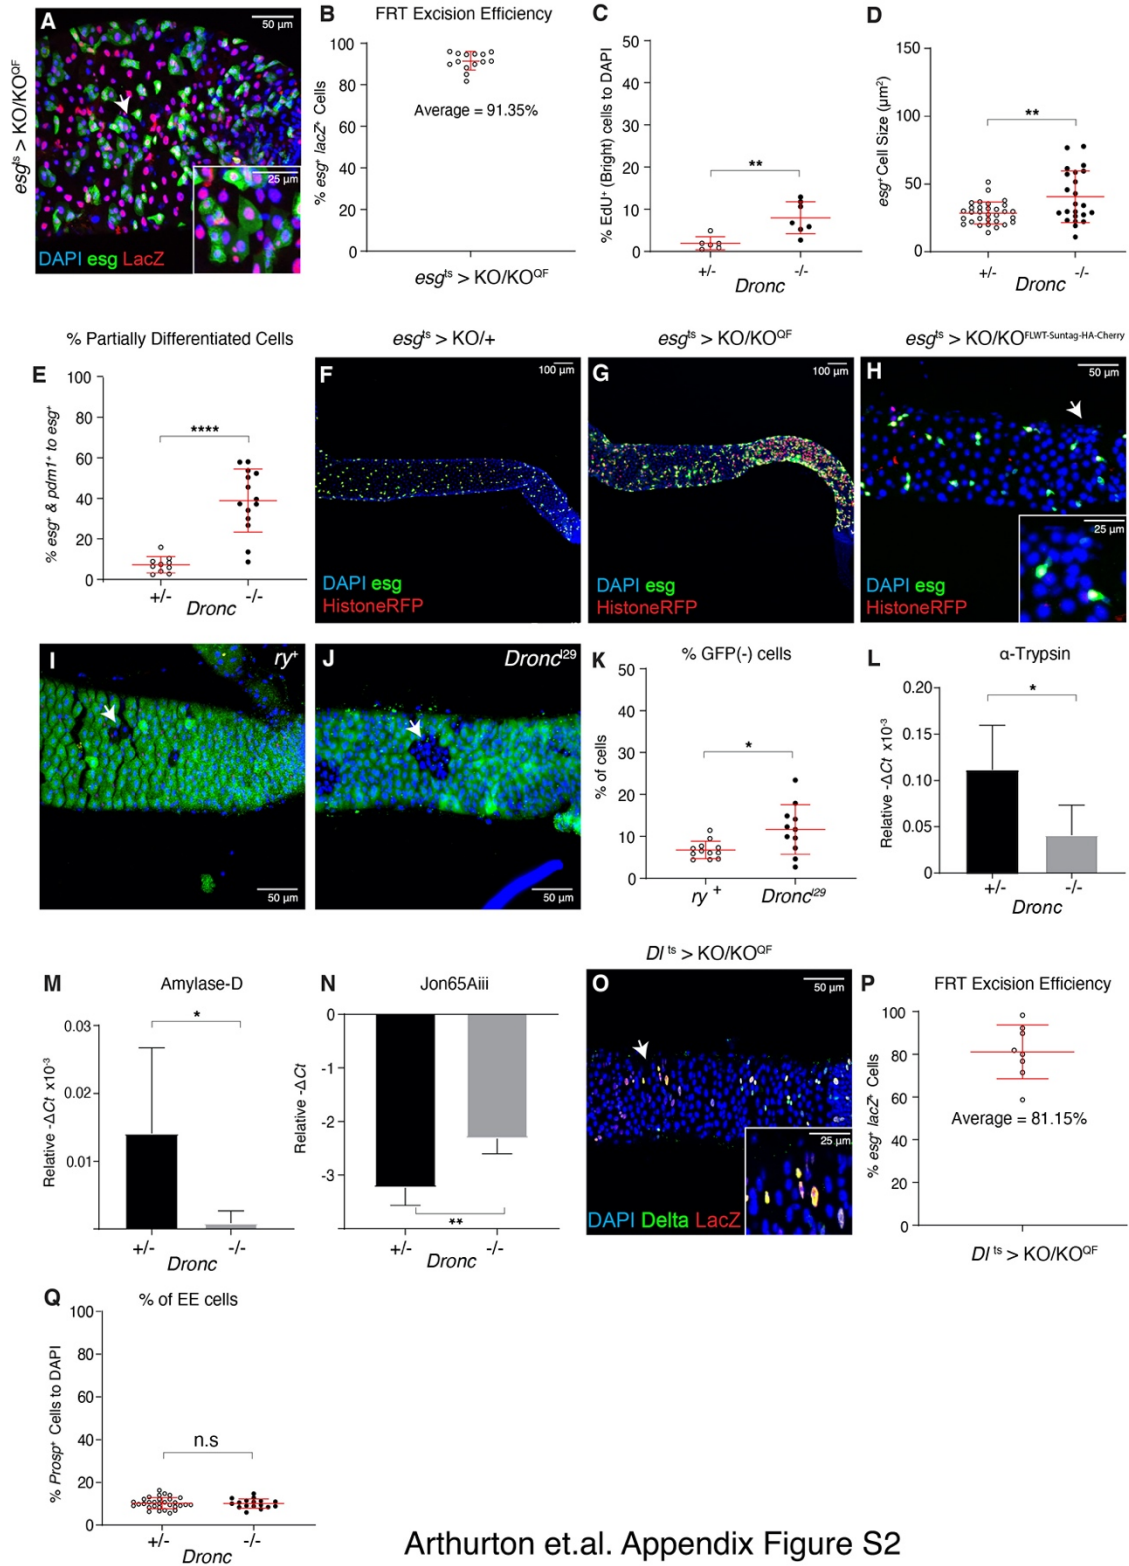 A
50 µm
esgts > KO/KOQF
25 µm
DAPI esg LacZ
B
FRT Excision Efficiency
100
80
60
40
20
0
% esg+ lacZ+ Cells
Average = 91.35%
esgts > KO/KOQF
C
50
40
30
20
10
0
% EdU+ (Bright) cells to DAPI
**
+/- -/-
Dronc
D
150
100
50
0
esg+ Cell Size (µm2)
**
+/- -/-
Dronc
% Partially Differentiated Cells
E
100
80
60
40
20
0
% esg+ & pdm1+ to esg+
****
+/- -/-
Dronc
esgts > KO/+
F
100 µm
DAPI esg
HistoneRFP
esgts > KO/KOQF
G
100 µm
DAPI esg
HistoneRFP
esgts > KO/KOFLWT-Suntag-HA-Cherry
H
50 µm
25 µm
DAPI esg
HistoneRFP
I
ry+
50 µm
J
DroncI29
50 µm
K
% GFP(-) cells
50
40
30
20
10
0
% of cells
*
ry + DroncI29
L
α-Trypsin
0.20
0.10
0.05
0
Relative -ΔCt x10-3
*
+/- -/-
Dronc
M
Amylase-D
0.03
0.02
0.01
Relative -ΔCt x10-3
*
+/- -/-
Dronc
N
Jon65Aiii
0
-1
-2
-3
Relative -ΔCt
**
+/- -/-
Dronc
Dl ts > KO/KOQF
O
50 µm
25 µm
DAPI Delta LacZ
P
FRT Excision Efficiency
100
80
60
40
20
0
% esg+ lacZ+ Cells
Average = 81.15%
Dl ts > KO/KOQF
Q
% of EE cells
100
80
60
40
20
0
% Prosp+ Cells to DAPI
n.s
+/- -/-
Dronc
Arthurton et.al. Appendix Figure S2